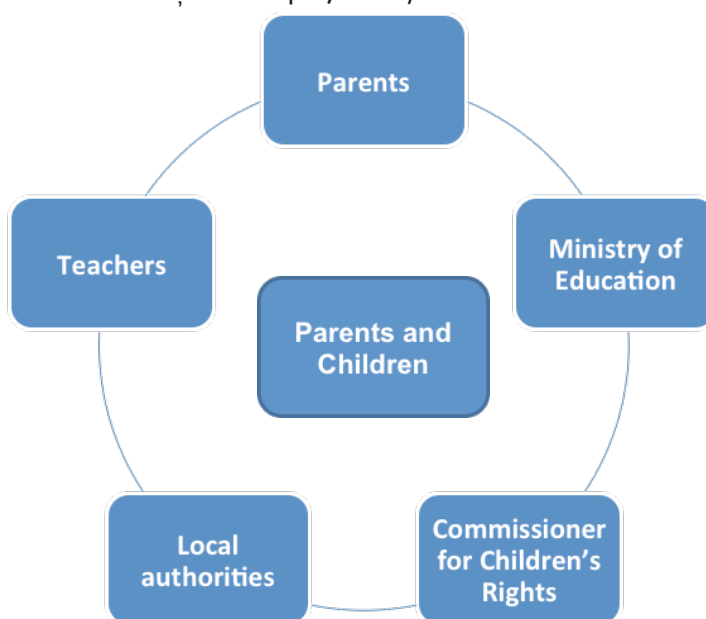 Parents
Teachers
Ministry of
Education
Parents and
Children
Local
authorities
Commissioner
for Children's
Rights